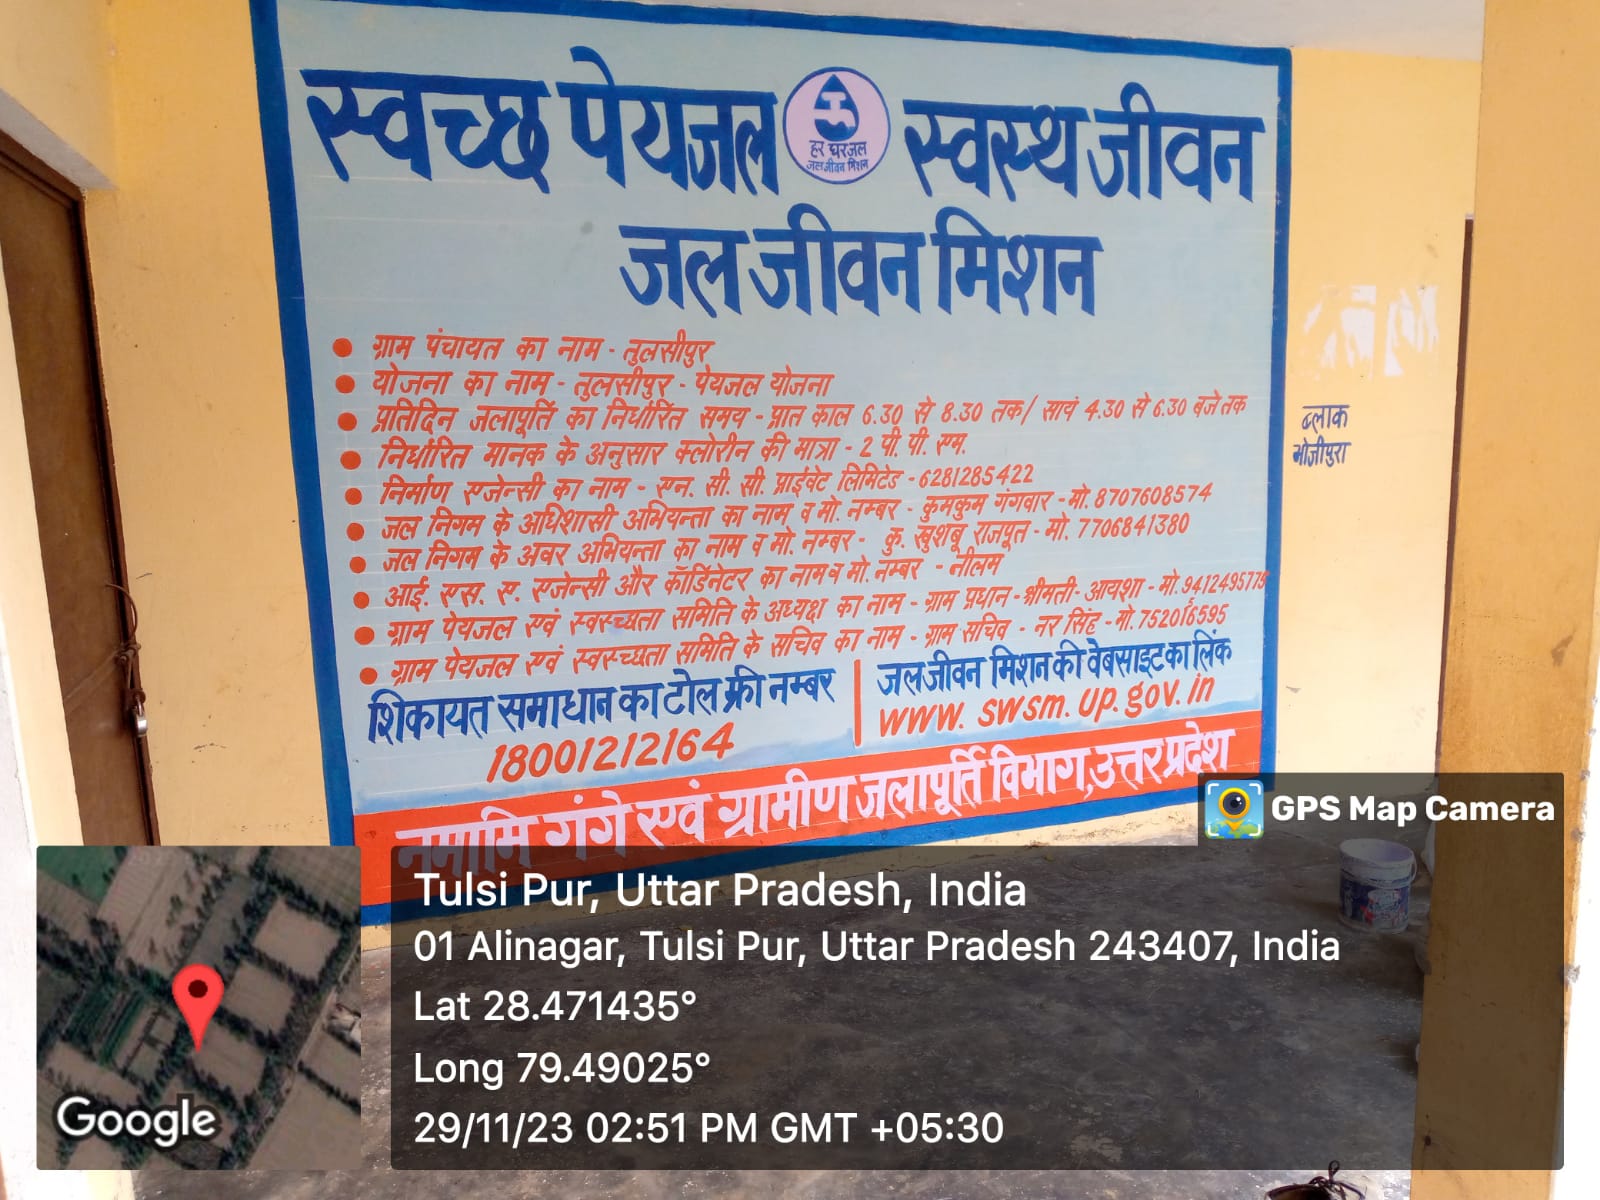 स्वच्छ पेयजल स्वस्थ जीवन
हर घर जल
जल जीवन मिशन
जल जीवन मिशन
ग्राम पंचायत का नाम - तुलसीपुर
योजना का नाम - तुलसीपुर - पेयजल योजना
प्रतिदिन जलापूर्ति का निर्धारित समय - प्रात काल 6.30 से 8.30 तक/ सायं 4.30 से 6.30 बजे तक
निर्धारित मानक के अनुसार क्लोरीन की मात्रा - 2 पी. पी. एम.
निर्माण एजेन्सी का नाम - एन. सी. सी. प्राईवेट लिमिटेड - 6281285422
जल निगम के अधिशासी अभियन्ता का नाम व मो. नम्बर - कुमकुम गंगवार - मो. 8707608574
जल निगम के अवर अभियन्ता का नाम व मो. नम्बर - कु. खुशबू राजपूत - मो. 7706841380
आई. एस. ए. एजेन्सी और कॉर्डिनेटर का नाम व मो. नम्बर - नीलम
ग्राम पेयजल एवं स्वस्च्छता समिति के अध्यक्ष का नाम - ग्राम प्रधान - श्रीमती - आयशा - मो. 9412495779
ग्राम पेयजल एवं स्वस्च्छता समिति के सचिव का नाम - ग्राम सचिव - नर सिंह - मो. 752016595
शिकायत समाधान का टोल फ्री नम्बर
18001212164
जल जीवन मिशन की वेबसाइट का लिंक
www. swsm. up. gov. in
नमामि गंगे एवं ग्रामीण जलापूर्ति विभाग, उत्तर प्रदेश
ब्लाक
भोजीपुरा
GPS Map Camera
Tulsi Pur, Uttar Pradesh, India
01 Alinagar, Tulsi Pur, Uttar Pradesh 243407, India
Lat 28.471435°
Long 79.49025°
29/11/23 02:51 PM GMT +05:30
Google